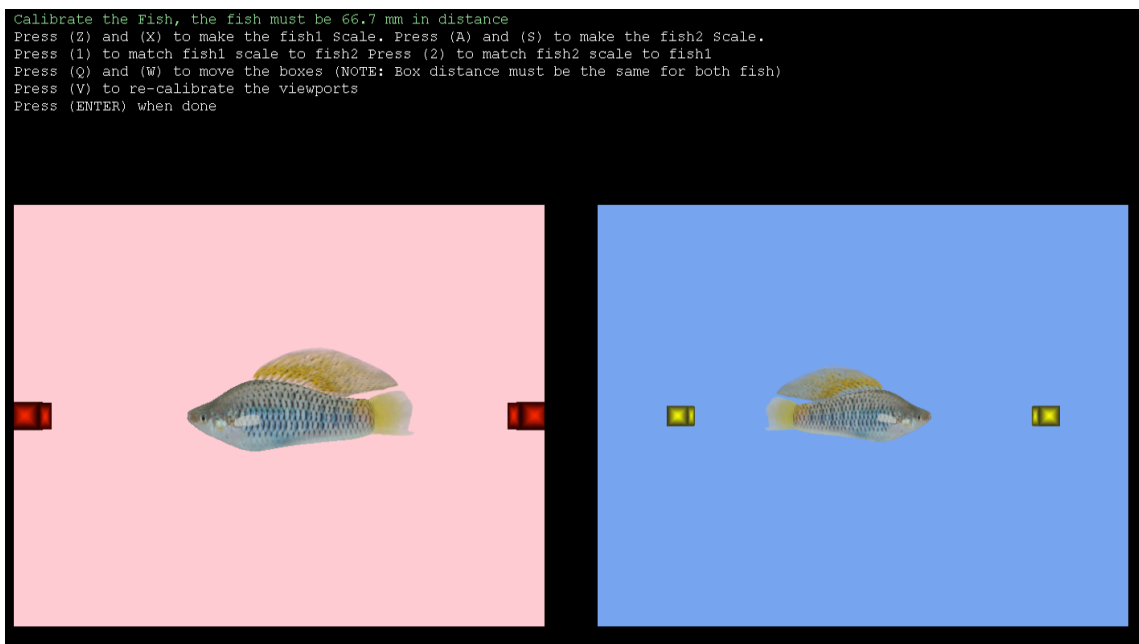 Calibrate the Fish, the fish must be 66.7 mm in distance
Press (Z) and (X) to make the fish1 Scale. Press (A) and (S) to make the fish2 Scale.
Press (1) to match fish1 scale to fish2 Press (2) to match fish2 scale to fish1
Press (Q) and (W) to move the boxes (NOTE: Box distance must be the same for both fish)
Press (V) to re-calibrate the viewports
Press (ENTER) when done